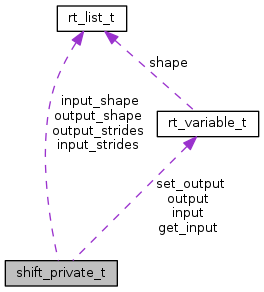 rt_list_t
shape
input_shape
output_shape
output_strides
input_strides
rt_variable_t
set_output
output
input
get_input
shift_private_t